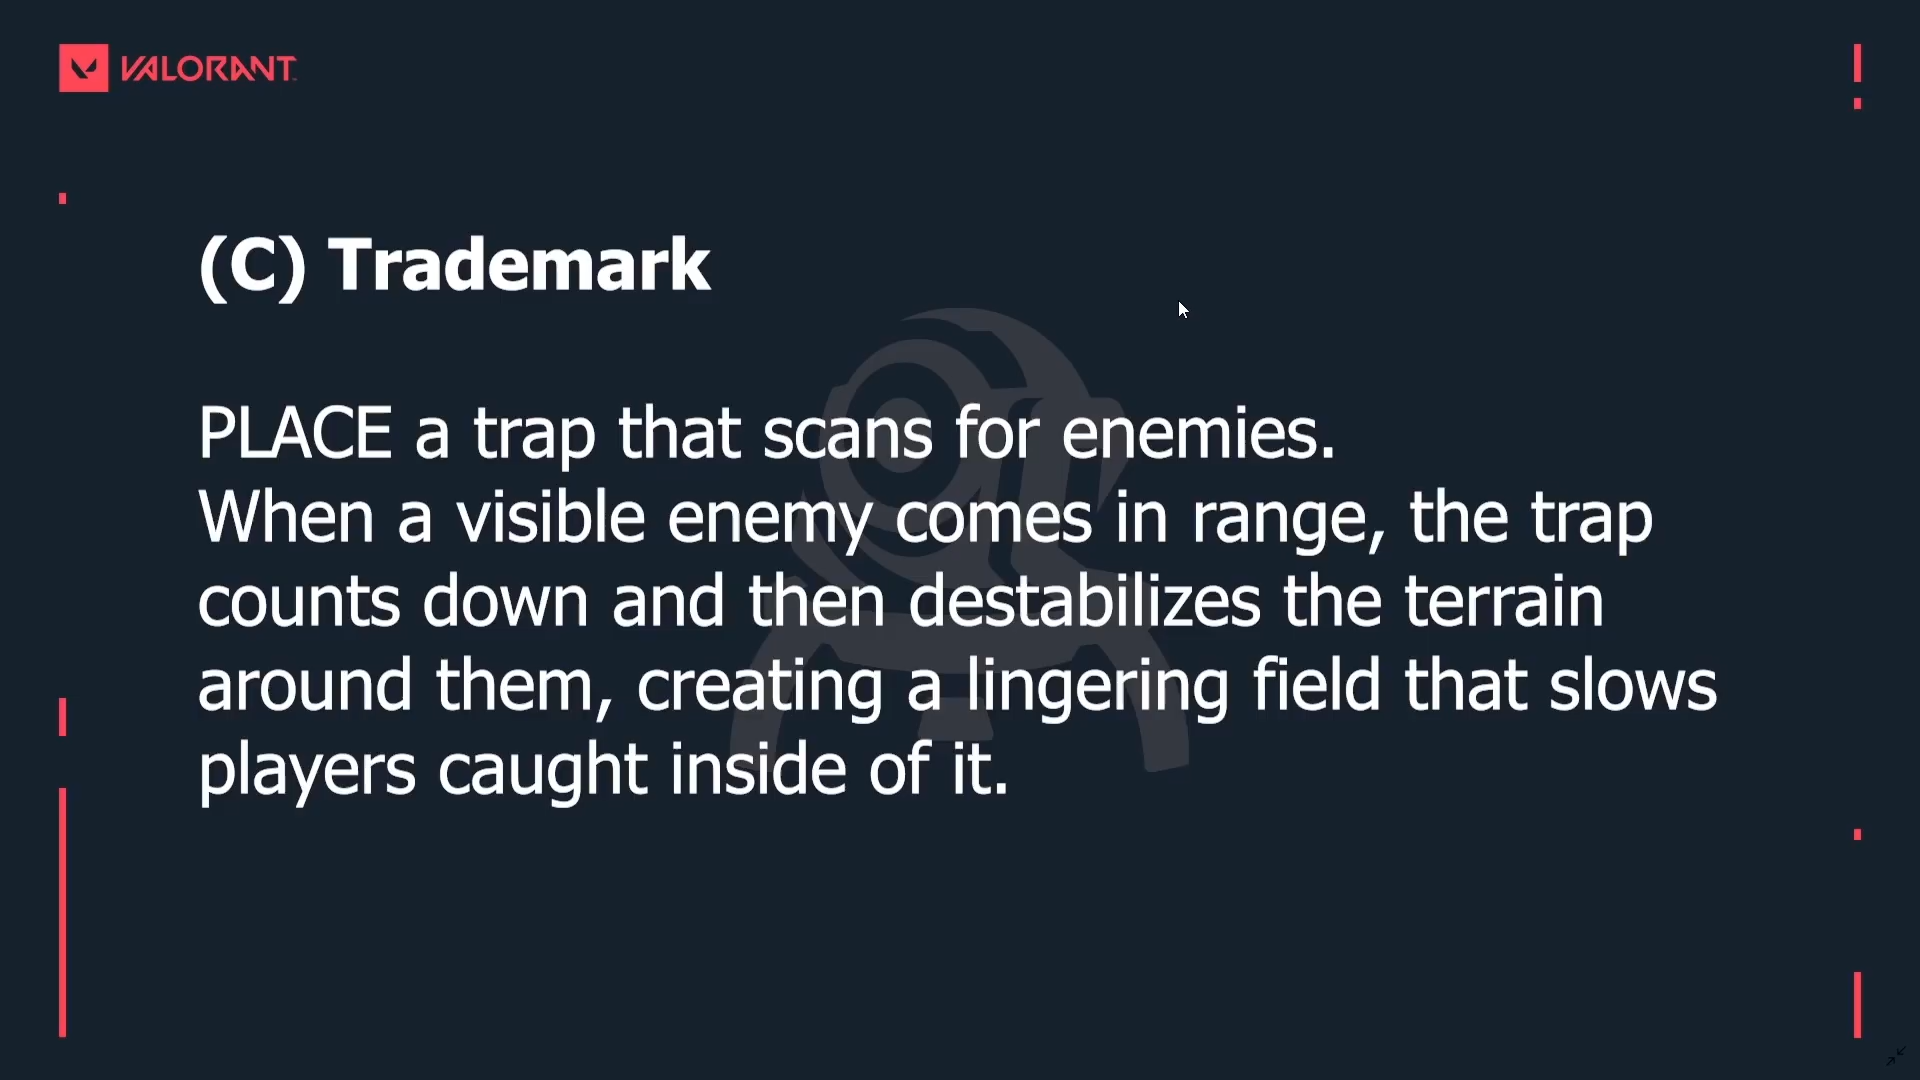 VALORANT
(C) Trademark
PLACE a trap that scans for enemies.
When a visible enemy comes in range, the trap
counts down and then destabilizes the terrain
around them, creating a lingering field that slows
players caught inside of it.